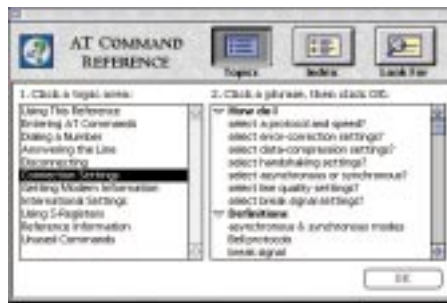 AT COMMAND
REFERENCE
Topics
Index
Look For
1. Click a topic area:
Using This Reference
Entering AT Commands
Dialing a Number
Answering the Line
Disconnecting
Connection Settings
Getting Modem Information
International Settings
Using S-Registers
Reference Information
Unused Commands
2. Click a phrase, then click OK:
How do I
select a protocol and speed?
select error-correction settings?
select data-compression settings?
select handshaking settings?
select asynchronous or synchronous?
select line quality settings?
select break signal settings?
Definitions
asynchronous & synchronous modes
Bell protocols
break signal
OK